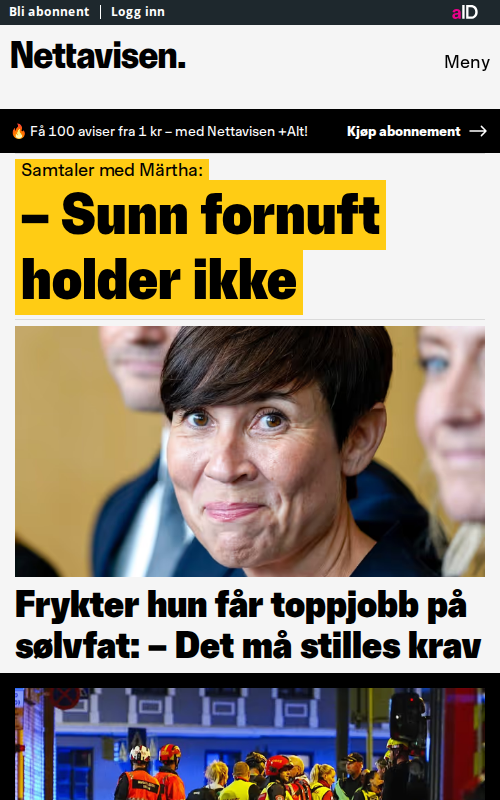 Bli abonnent | Logg inn
aID
Nettavisen.
Meny
🔥 Få 100 aviser fra 1 kr – med Nettavisen +Alt!
Kjøp abonnement →
Samtaler med Märtha:
– Sunn fornuft
holder ikke
Frykter hun får toppjobb på
sølvfat: – Det må stilles krav